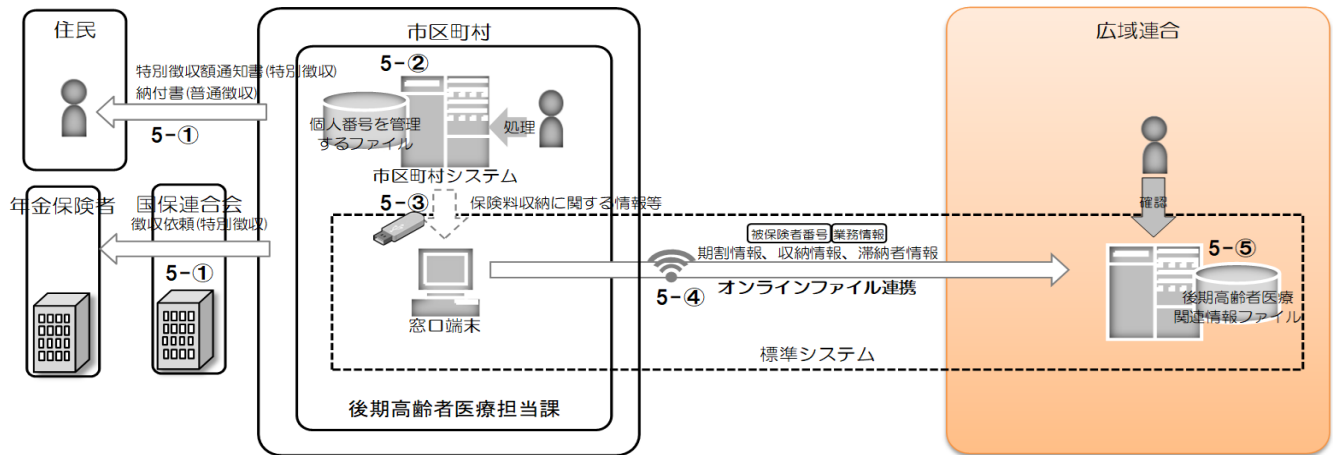 住民
特別徴収額通知書(特別徴収)
納付書(普通徴収)
5-①
年金保険者
国保連合会
徴収依頼(特別徴収)
5-①
市区町村
5-②
個人番号を管理
するファイル
処理
市区町村システム
5-③
保険料収納に関する情報等
窓口端末
後期高齢者医療担当課
被保険者番号
業務情報
期割情報、収納情報、滞納者情報
5-④
オンラインファイル連携
標準システム
広域連合
確認
5-⑤
後期高齢者医療
関連情報ファイル